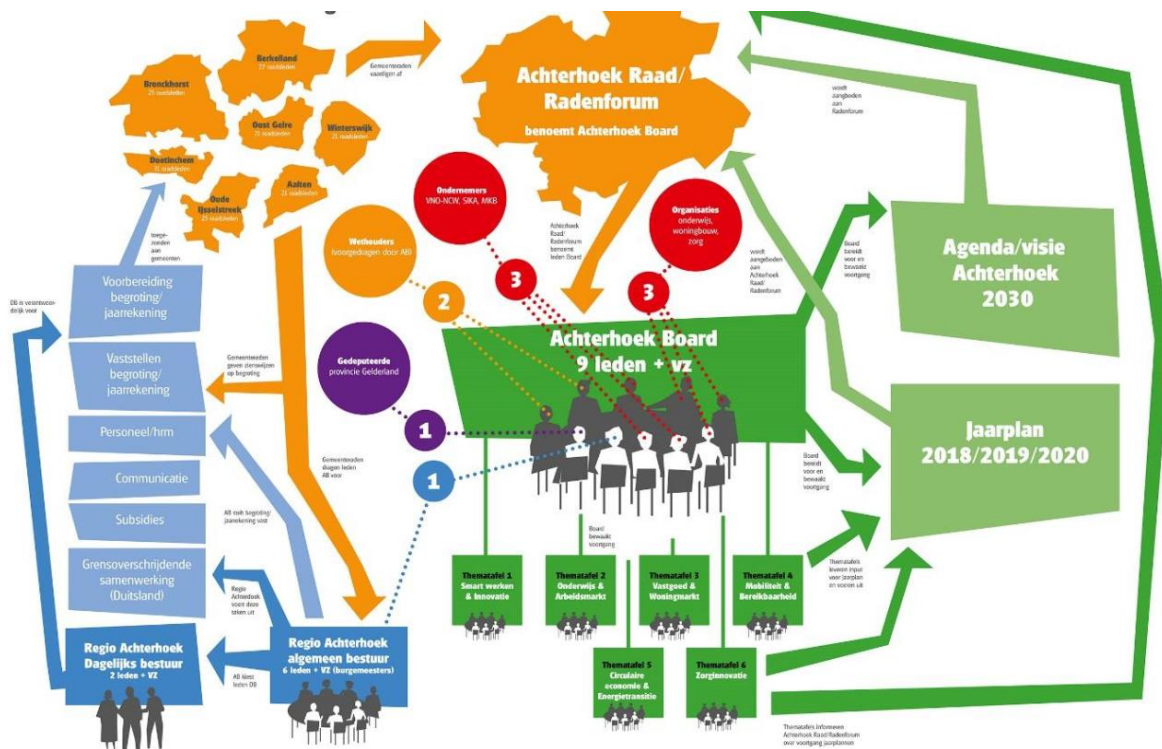 Berkelland
27 raadsleden
Bronckhorst
25 raadsleden
Oost Gelre
21 raadsleden
Winterswijk
21 raadsleden
Doetinchem
31 raadsleden
Aalten
21 raadsleden
Oude
IJsselstreek
25 raadsleden
Gemeenteraden
vaardigen af
Achterhoek Raad/
Radenforum
benoemt Achterhoek Board
wordt
aangboden
aan
Radenforum
toege-
zonden
aan
gemeenten
Ondernemers
VNO-NCW, SIKA, MKB
Organisaties
onderwijs,
woningbouw,
zorg
Wethouders
(voorgedragen door AB)
Achterhoek
Raad/
Radenforum
benoemt
leden Board
wordt
aangeboden
aan
Achterhoek
Raad/
Radenforum
Board
bereidt
voor en
bewaakt
voortgang
Agenda/visie
Achterhoek
2030
3
3
2
DB is verantwoor-
delijk voor
Voorbereiding
begroting/
jaarrekening
Vaststellen
begroting/
jaarrekening
Gemeenteraden
geven zienswijzen
op begroting
Gedeputeerde
provincie Gelderland
Achterhoek Board
9 leden + vz
1
1
Personeel/hrm
Communicatie
Subsidies
Grensoverschrijdende
samenwerking
(Duitsland)
Gemeenteraden
dragen leden
AB voor
AB stelt begroting/
jaarrekening vast
Regio
Achterhoek
voert deze
taken uit
Board
bereidt
voor en
bewaakt
voortgang
Jaarplan
2018/2019/2020
Board
bewaakt
voortgang
Thematafel 1
Smart werken
& Innovatie
Thematafel 2
Onderwijs &
Arbeidsmarkt
Thematafel 3
Vastgoed &
Woningmarkt
Thematafel 4
Mobiliteit &
Bereikbaarheid
Thematafels
leveren input
voor jaarplan
en voeren uit
Regio Achterhoek
Dagelijks bestuur
2 leden + VZ
AB kiest
leden DB
Regio Achterhoek
algemeen bestuur
6 leden + VZ (burgemeesters)
Thematafel 5
Circulaire
economie &
Energietransitie
Thematafel 6
Zorginnovatie
Thematafels informeren
Achterhoek Raad/Radenforum
over voortgang jaarplannen